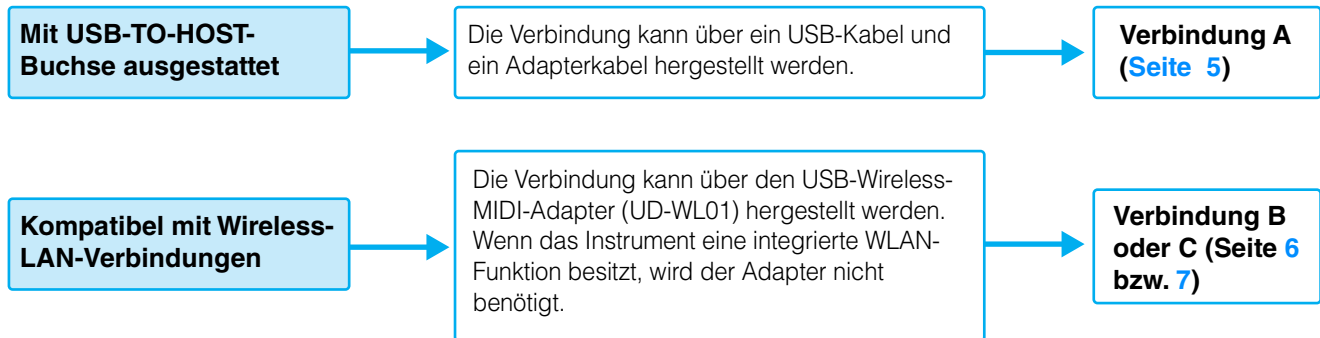 Mit USB-TO-HOST-
Buchse ausgestattet
Die Verbindung kann über ein USB-Kabel und
ein Adapterkabel hergestellt werden.
Verbindung A
(Seite 5)
Kompatibel mit Wireless-
LAN-Verbindungen
Die Verbindung kann über den USB-Wireless-
MIDI-Adapter (UD-WL01) hergestellt werden.
Wenn das Instrument eine integrierte WLAN-
Funktion besitzt, wird der Adapter nicht
benötigt.
Verbindung B
oder C (Seite 6
bzw. 7)